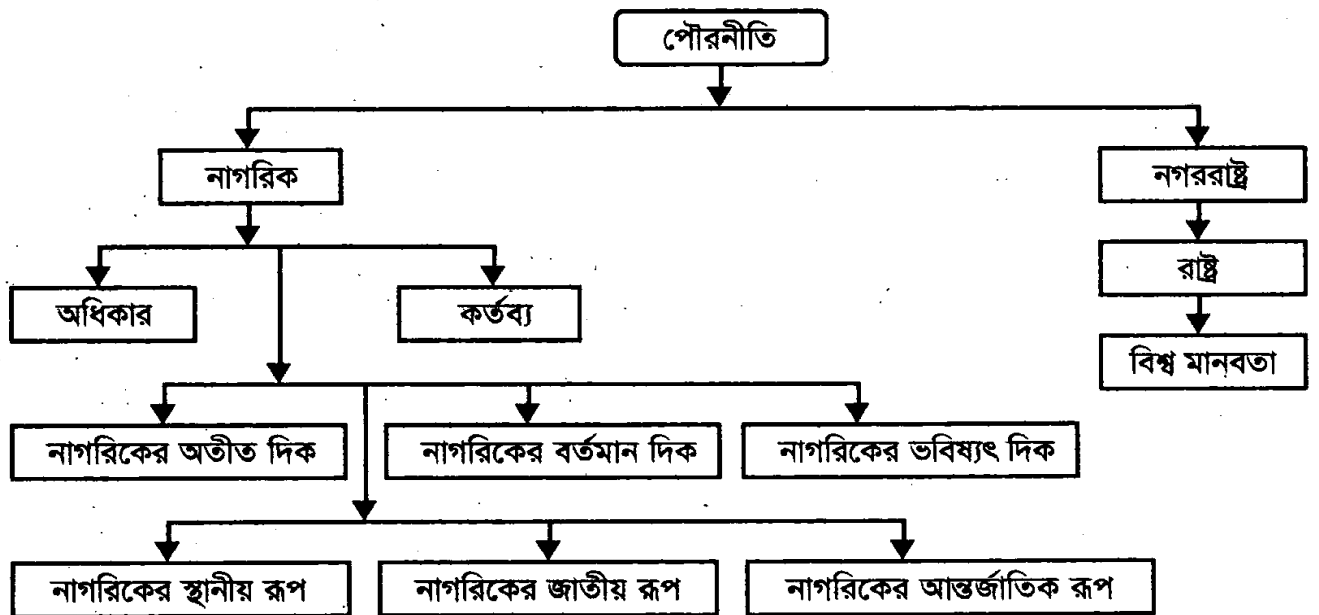 পৌরনীতি
নাগরিক
নগররাষ্ট্র
রাষ্ট্র
অধিকার
কর্তব্য
বিশ্ব মানবতা
নাগরিকের অতীত দিক
নাগরিকের বর্তমান দিক
নাগরিকের ভবিষ্যৎ দিক
নাগরিকের স্থানীয় রূপ
নাগরিকের জাতীয় রূপ
নাগরিকের আন্তর্জাতিক রূপ